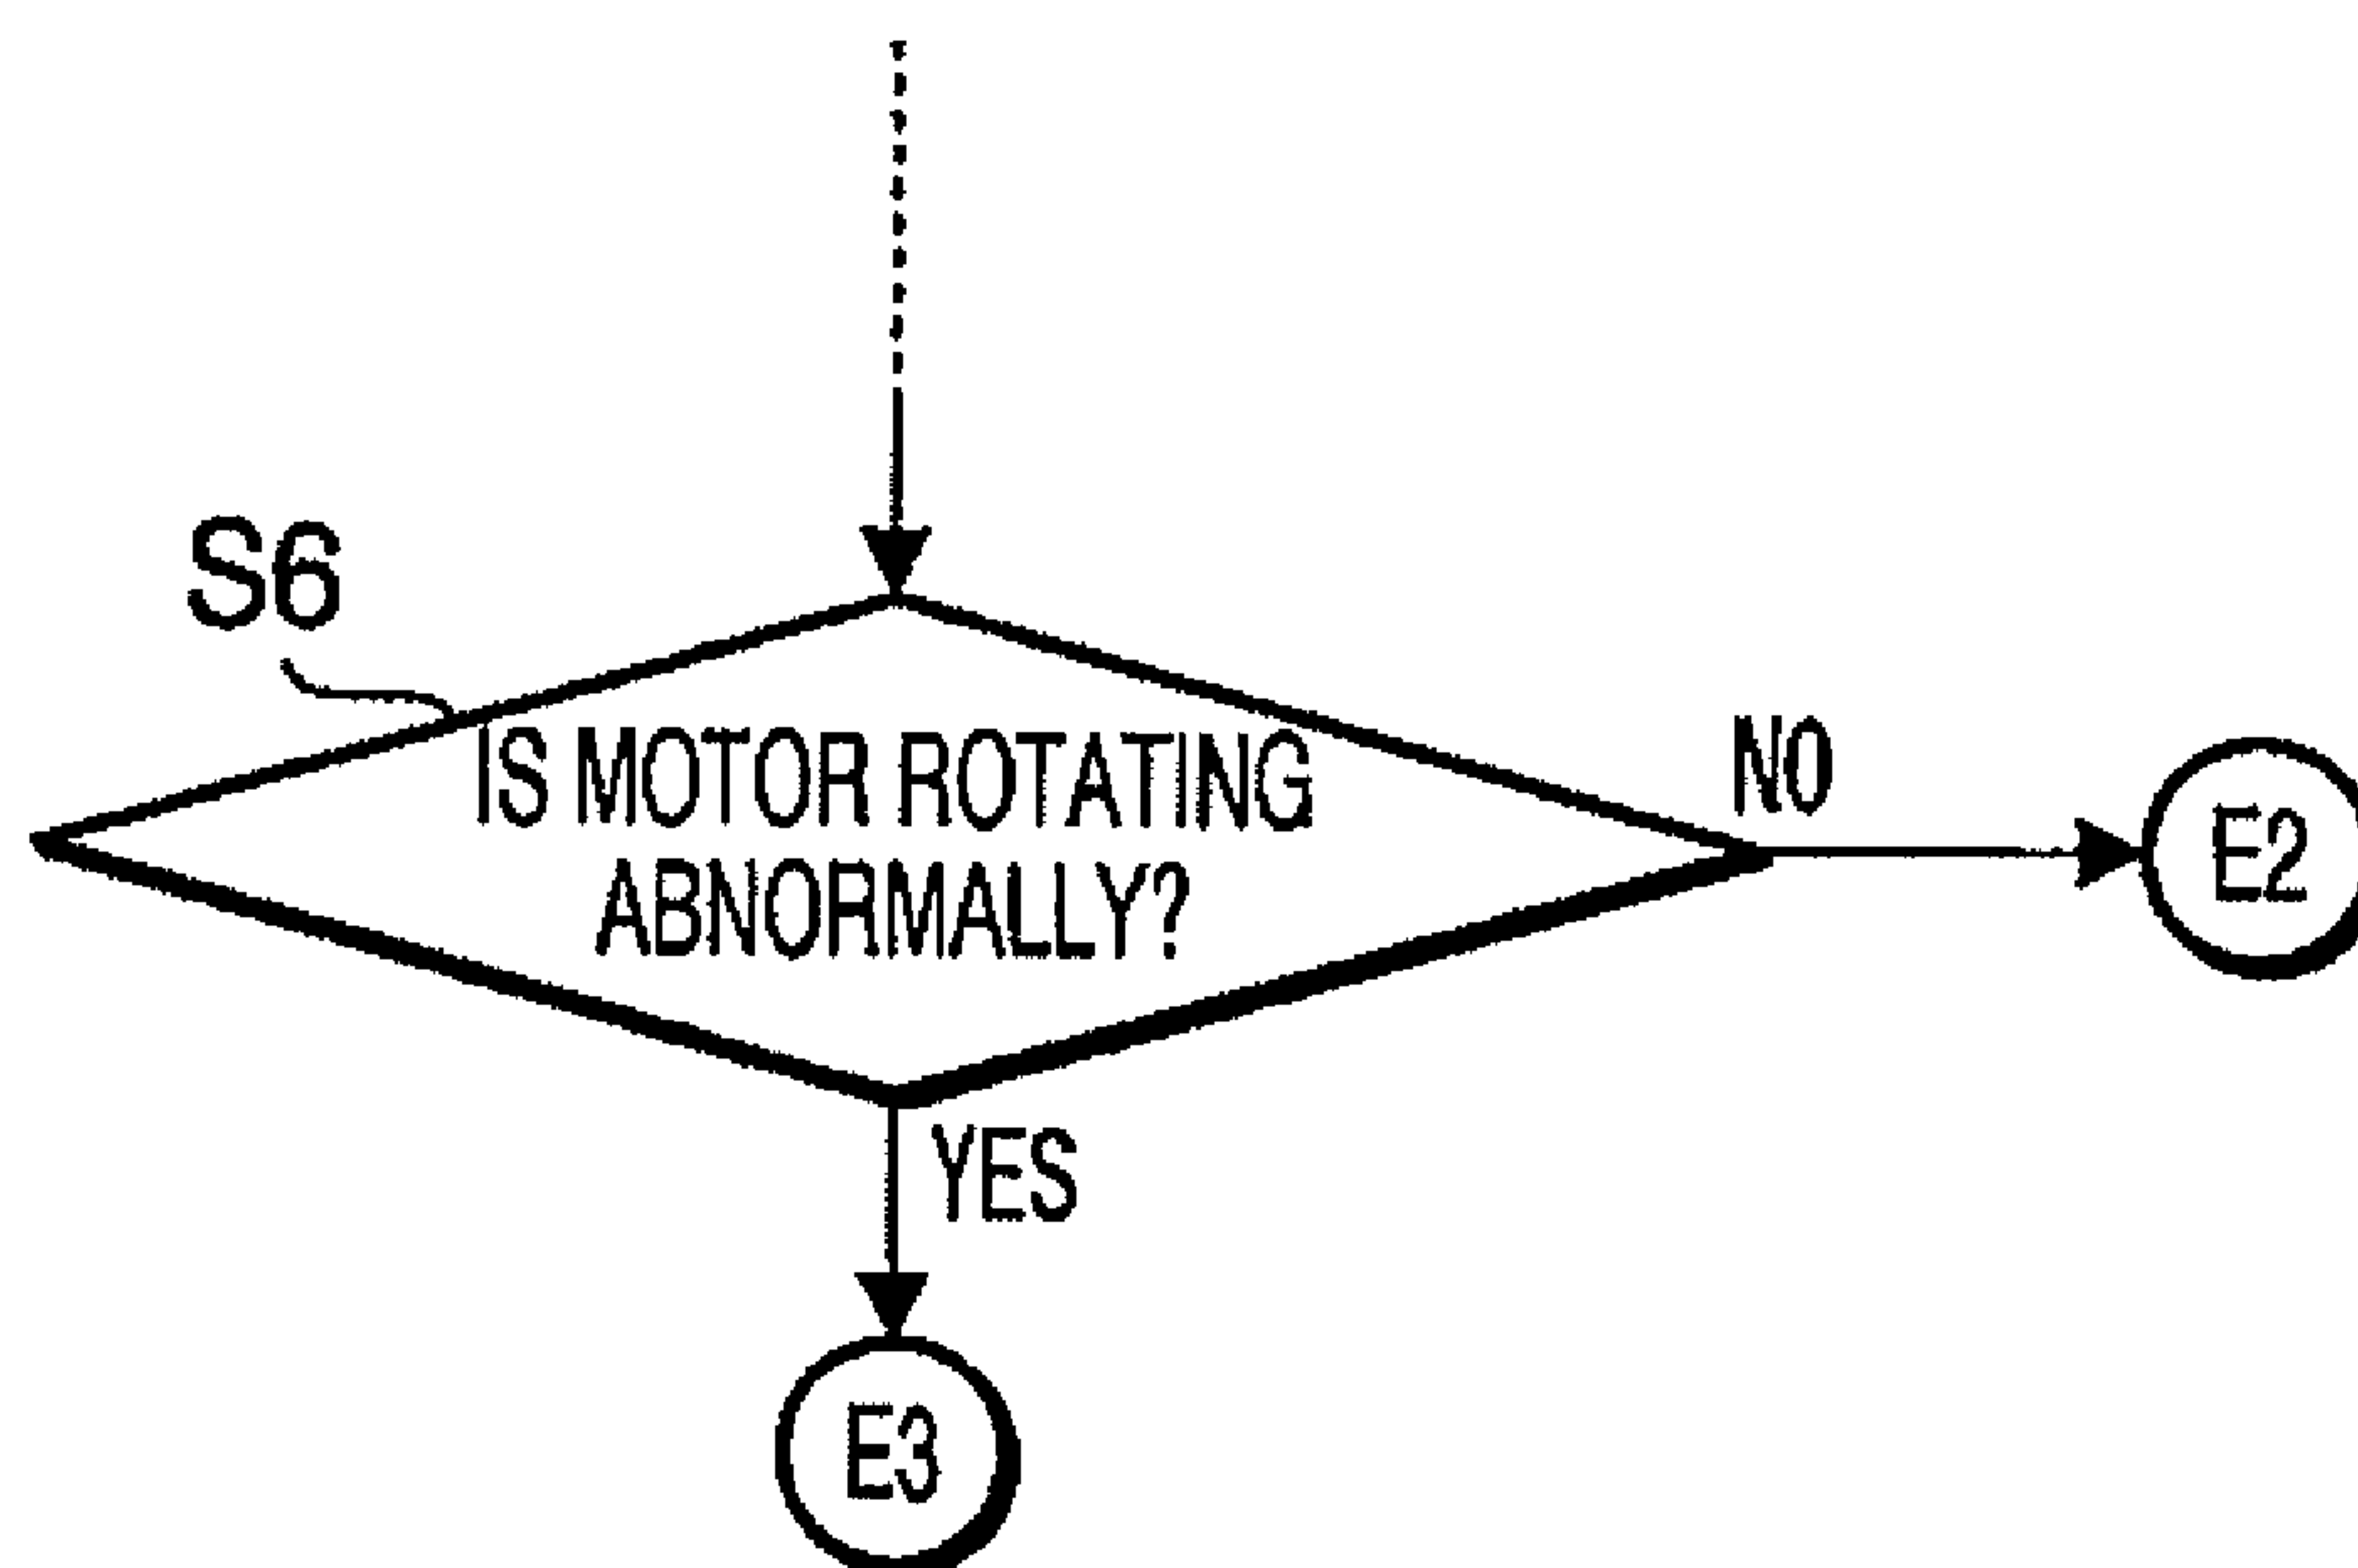 S6
IS MOTOR ROTATING
ABNORMALLY?
NO
E2
YES
E3